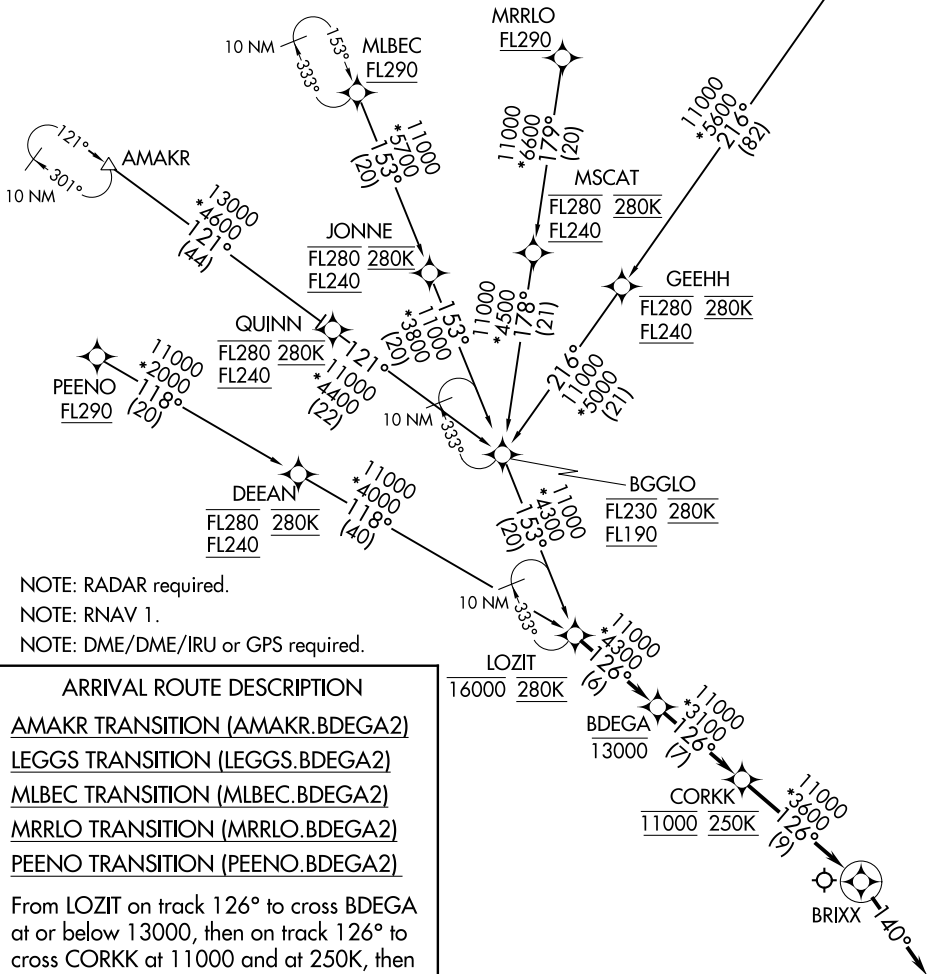 MRRLO
FL290
10 NM
153°
333°
MLBEC
FL290
11000
*5600
216°
(82)
121°
301°
10 NM
AMAKR
11000
*5700
153°
(20)
11000
*6600
179°
(20)
13000
*4600
121°
(44)
MSCAT
FL280 280K
FL240
JONNE
FL280 280K
FL240
GEEHH
FL280 280K
FL240
QUINN
FL280 280K
FL240
153°
11000
*3800
(20)
11000
*4500
178°
(21)
216°
11000
*5000
(21)
121°
11000
*4400
(22)
PEENO
FL290
11000
*2000
118°
(20)
10 NM
333°
BGGLO
FL230 280K
FL190
DEEAN
FL280 280K
FL240
11000
*4000
118°
(40)
11000
*4300
153°
(20)
NOTE: RADAR required.
NOTE: RNAV 1.
NOTE: DME/DME/IRU or GPS required.
10 NM
333°
LOZIT
16000 280K
11000
*4300
126°
(6)
BDEGA
13000
11000
*3100
126°
(7)
CORKK
11000 250K
11000
*3600
126°
(9)
BRIXX
140°
ARRIVAL ROUTE DESCRIPTION
AMAKR TRANSITION (AMAKR.BDEGA2)
LEGGS TRANSITION (LEGGS.BDEGA2)
MLBEC TRANSITION (MLBEC.BDEGA2)
MRRLO TRANSITION (MRRLO.BDEGA2)
PEENO TRANSITION (PEENO.BDEGA2)
From LOZIT on track 126° to cross BDEGA
at or below 13000, then on track 126° to
cross CORKK at 11000 and at 250K, then